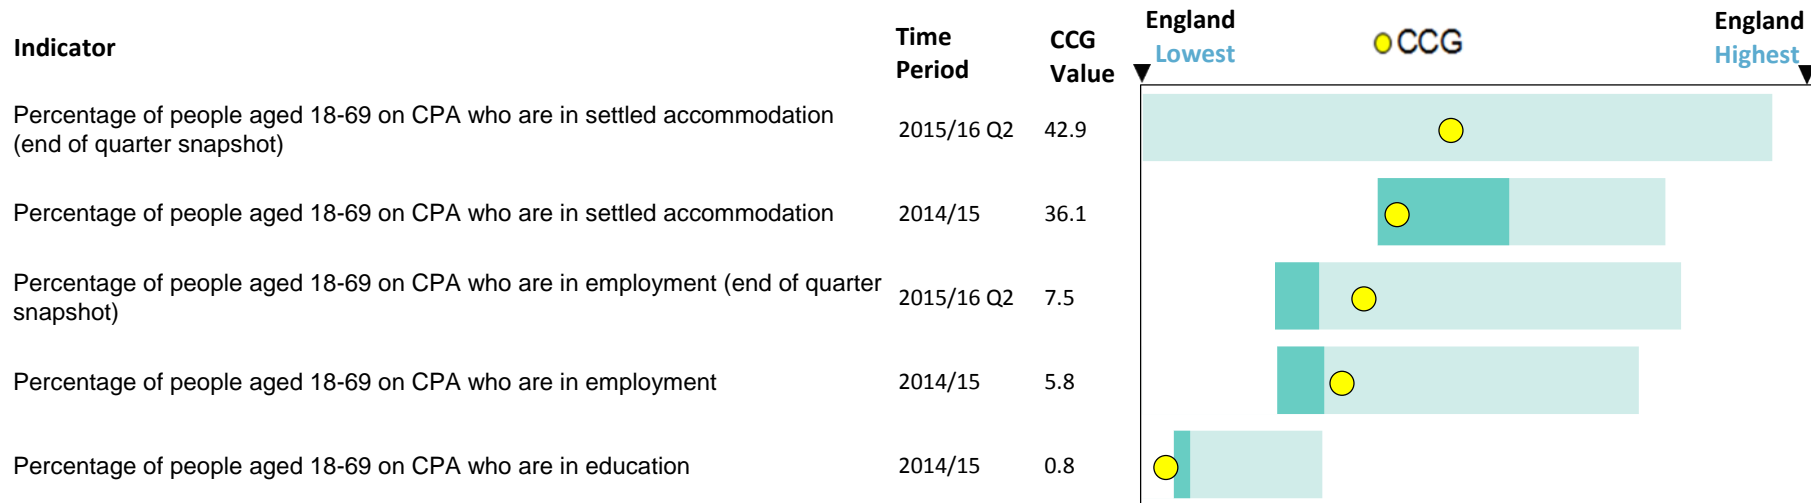 Indicator
Time Period
CCG Value
England Lowest
CCG
England Highest
Percentage of people aged 18-69 on CPA who are in settled accommodation
(end of quarter snapshot)
2015/16 Q2 42.9
Percentage of people aged 18-69 on CPA who are in settled accommodation 2014/15 36.1
Percentage of people aged 18-69 on CPA who are in employment (end of quarter
snapshot)
2015/16 Q2 7.5
Percentage of people aged 18-69 on CPA who are in employment 2014/15 5.8
Percentage of people aged 18-69 on CPA who are in education 2014/15 0.8